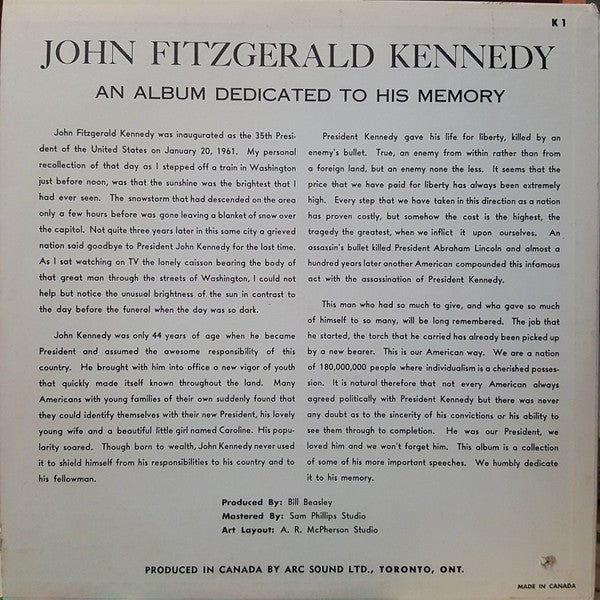 K 1
JOHN FITZGERALD KENNEDY
AN ALBUM DEDICATED TO HIS MEMORY
John Fitzgerald Kennedy was inaugurated as the 35th Presi-
dent of the United States on January 20, 1961. My personal
recollection of that day as I stepped off a train in Washington
just before noon, was that the sunshine was the brightest that I
had ever seen. The snowstorm that had descended on the area
only a few hours before was gone leaving a blanket of snow over
the capitol. Not quite three years later in this same city a grieved
nation said goodbye to President John Kennedy for the last time.
As I sat watching on TV the lonely caisson bearing the body of
that great man through the streets of Washington, I could not
help but notice the unusual brightness of the sun in contrast to
the day before the funeral when the day was so dark.
John Kennedy was only 44 years of age when he became
President and assumed the awesome responsibility of this
country. He brought with him into office a new vigor of youth
that quickly made itself known throughout the land. Many
Americans with young families of their own suddenly found that
they could identify themselves with their new President, his lovely
young wife and a beautiful little girl named Caroline. His popu-
larity soared. Though born to wealth, John Kennedy never used
it to shield himself from his responsibilities to his country and to
his fellowman.
President Kennedy gave his life for liberty, killed by an
enemy's bullet. True, an enemy from within rather than from
a foreign land, but an enemy none the less. It seems that the
price that we have paid for liberty has always been extremely
high. Every step that we have taken in this direction as a nation
has proven costly, but somehow the cost is the highest, the
tragedy the greatest, when we inflict it upon ourselves. An
assassin's bullet killed President Abraham Lincoln and almost a
hundred years later another American compounded this infamous
act with the assassination of President Kennedy.
This man who had so much to give, and who gave so much
of himself to so many, will be long remembered. The job that
he started, the torch that he carried has already been picked up
by a new bearer. This is our American way. We are a nation
of 180,000,000 people where individualism is a cherished posses-
sion. It is natural therefore that not every American always
agreed politically with President Kennedy but there was never
any doubt as to the sincerity of his convictions or his ability to
see them through to completion. He was our President, we
loved him and we won't forget him. This album is a collection
of some of his more important speeches. We humbly dedicate
it to his memory.
Produced By: Bill Beasley
Mastered By: Sam Phillips Studio
Art Layout: A. R. McPherson Studio
PRODUCED IN CANADA BY ARC SOUND LTD., TORONTO, ONT.
MADE IN CANADA